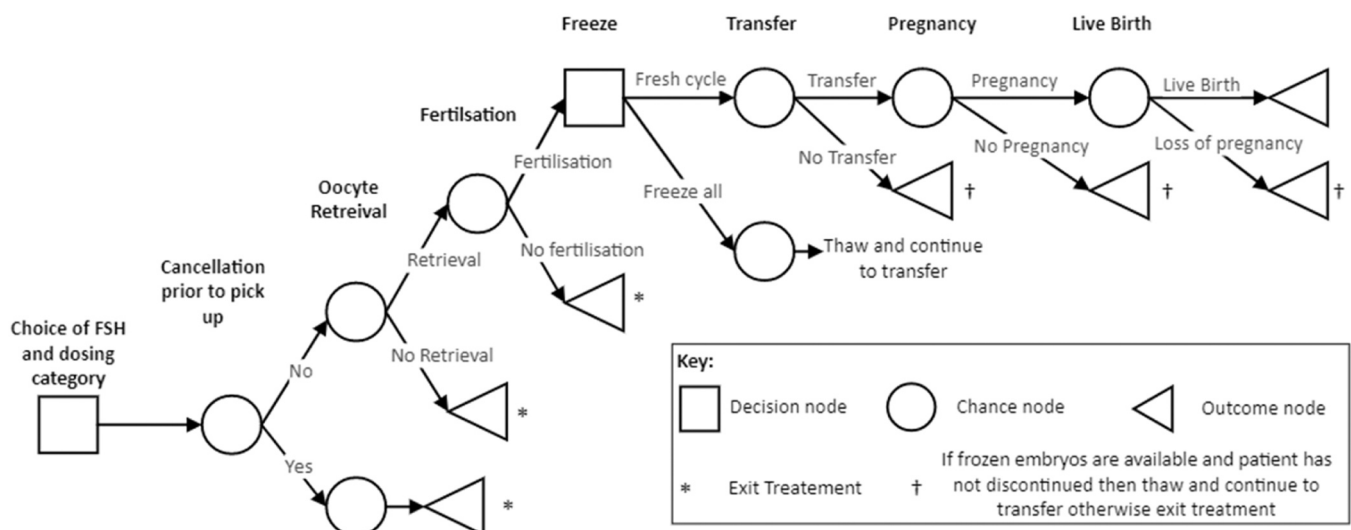 Freeze
Transfer
Pregnancy
Live Birth
Fresh cycle
Transfer
Pregnancy
Live Birth
Fertilsation
Fertilisation
No Transfer
No Pregnancy
Loss of pregnancy
†
†
†
Oocyte
Retreival
Freeze all
Retrieval
No fertilisation
Thaw and continue
to transfer
*
Cancellation
prior to pick
up
Choice of FSH
and dosing
category
No
No Retrieval
*
Yes
*
Key:
Decision node
Chance node
Outcome node
* Exit Treatement
† If frozen embryos are available and patient has
not discontinued then thaw and continue to
transfer otherwise exit treatment